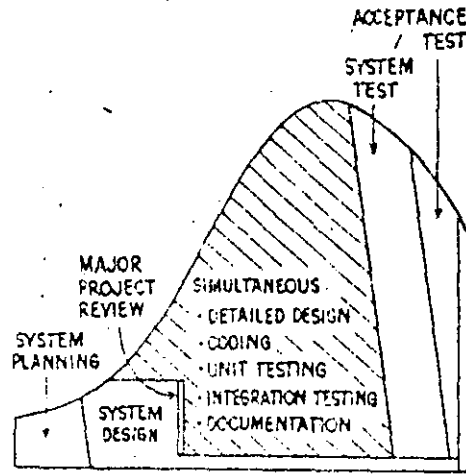 ACCEPTANCE
TEST
SYSTEM
TEST
MAJOR
PROJECT
REVIEW
SYSTEM
PLANNING
SYSTEM
DESIGN
SIMULTANEOUS
· DETAILED DESIGN
· CODING
· UNIT TESTING
· INTEGRATION TESTING
· DOCUMENTATION